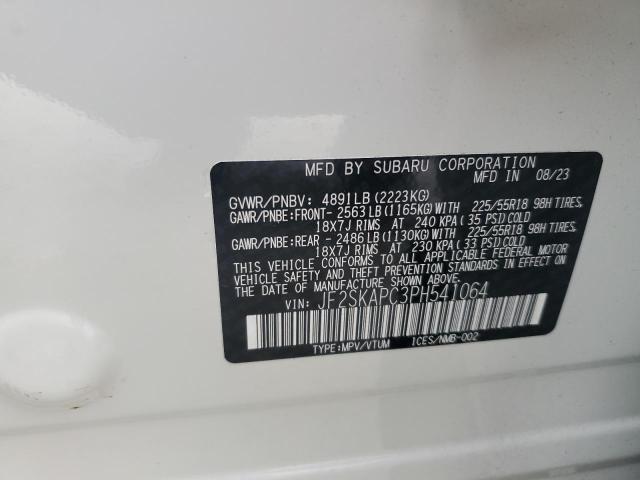 MFD BY SUBARU CORPORATION
MFD IN 08/23
GVWR/PNBV: 4891LB (2223KG)
GAWR/PNBE:FRONT- 2563LB (1165KG)WITH 225/55R18 98H TIRES,
18X7J RIMS AT 240 KPA (35 PSI)COLD
GAWR/PNBE:REAR - 2486LB (1130KG)WITH 225/55R18 98H TIRES,
18X7J RIMS AT 230 KPA (33 PSI)COLD
THIS VEHICLE CONFORMS TO ALL APPLICABLE FEDERAL MOTOR
VEHICLE SAFETY AND THEFT PREVENTION STANDARDS IN EFFECT ON
THE DATE OF MANUFACTURE SHOWN ABOVE.
VIN: JF2SKAPC3PH541064
TYPE:MPV/VTUM ICES/NMB-002